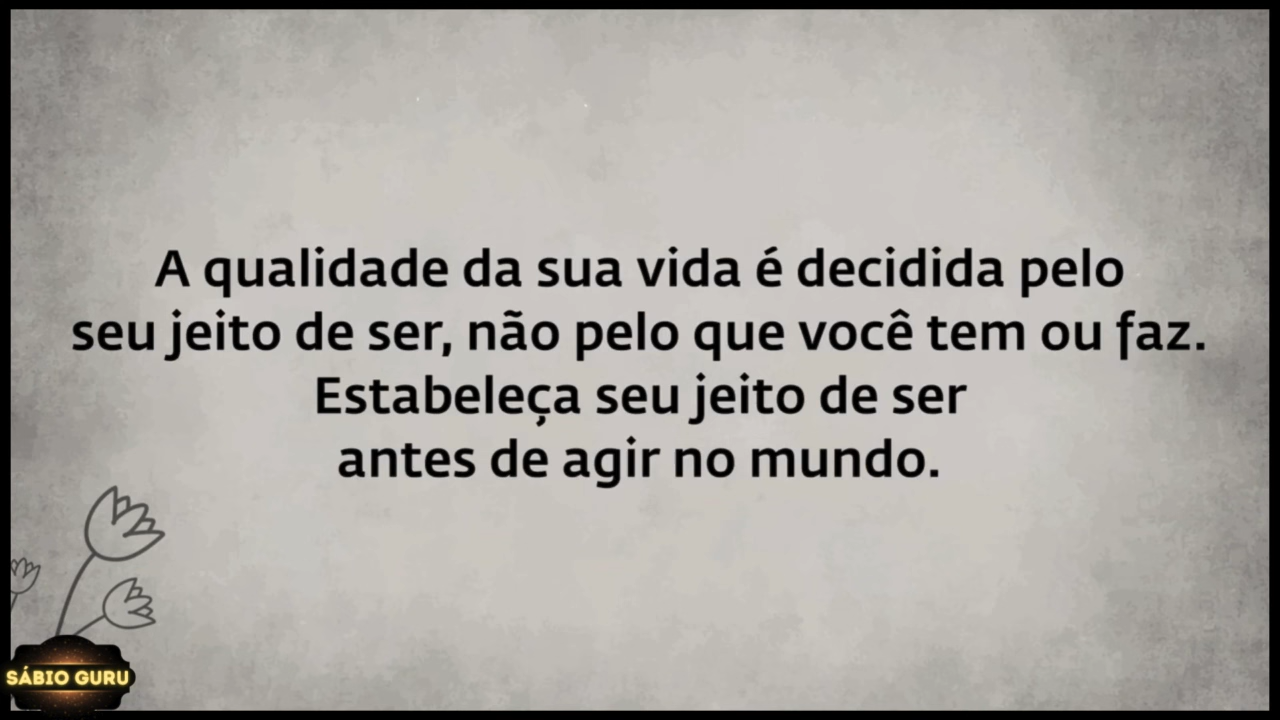 A qualidade da sua vida é decidida pelo
seu jeito de ser, não pelo que você tem ou faz.
Estabeleça seu jeito de ser
antes de agir no mundo.
SÁBIO GURU